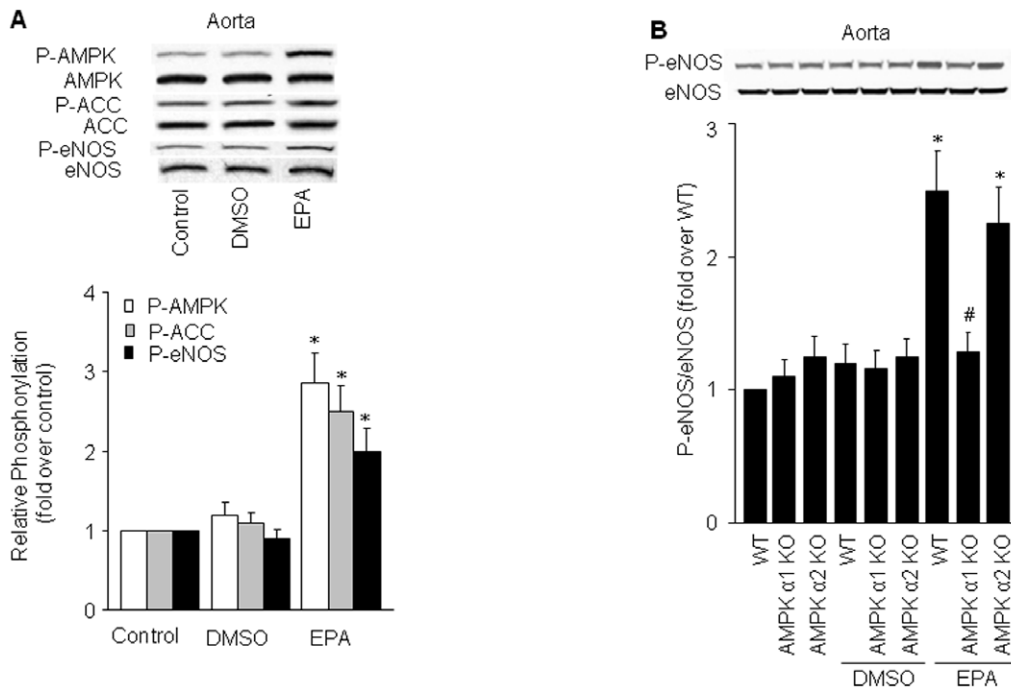 A
Aorta
P-AMPK
AMPK
P-ACC
ACC
P-eNOS
eNOS
Control
DMSO
EPA
4
3
2
1
0
Relative Phosphorylation
(fold over control)
P-AMPK
P-ACC
P-eNOS
*
*
*
Control
DMSO
EPA
B
Aorta
P-eNOS
eNOS
3
2
1
0
P-eNOS/eNOS (fold over WT)
*
#
*
WT
AMPK α1 KO
AMPK α2 KO
WT
AMPK α1 KO
AMPK α2 KO
WT
AMPK α1 KO
AMPK α2 KO
DMSO
EPA